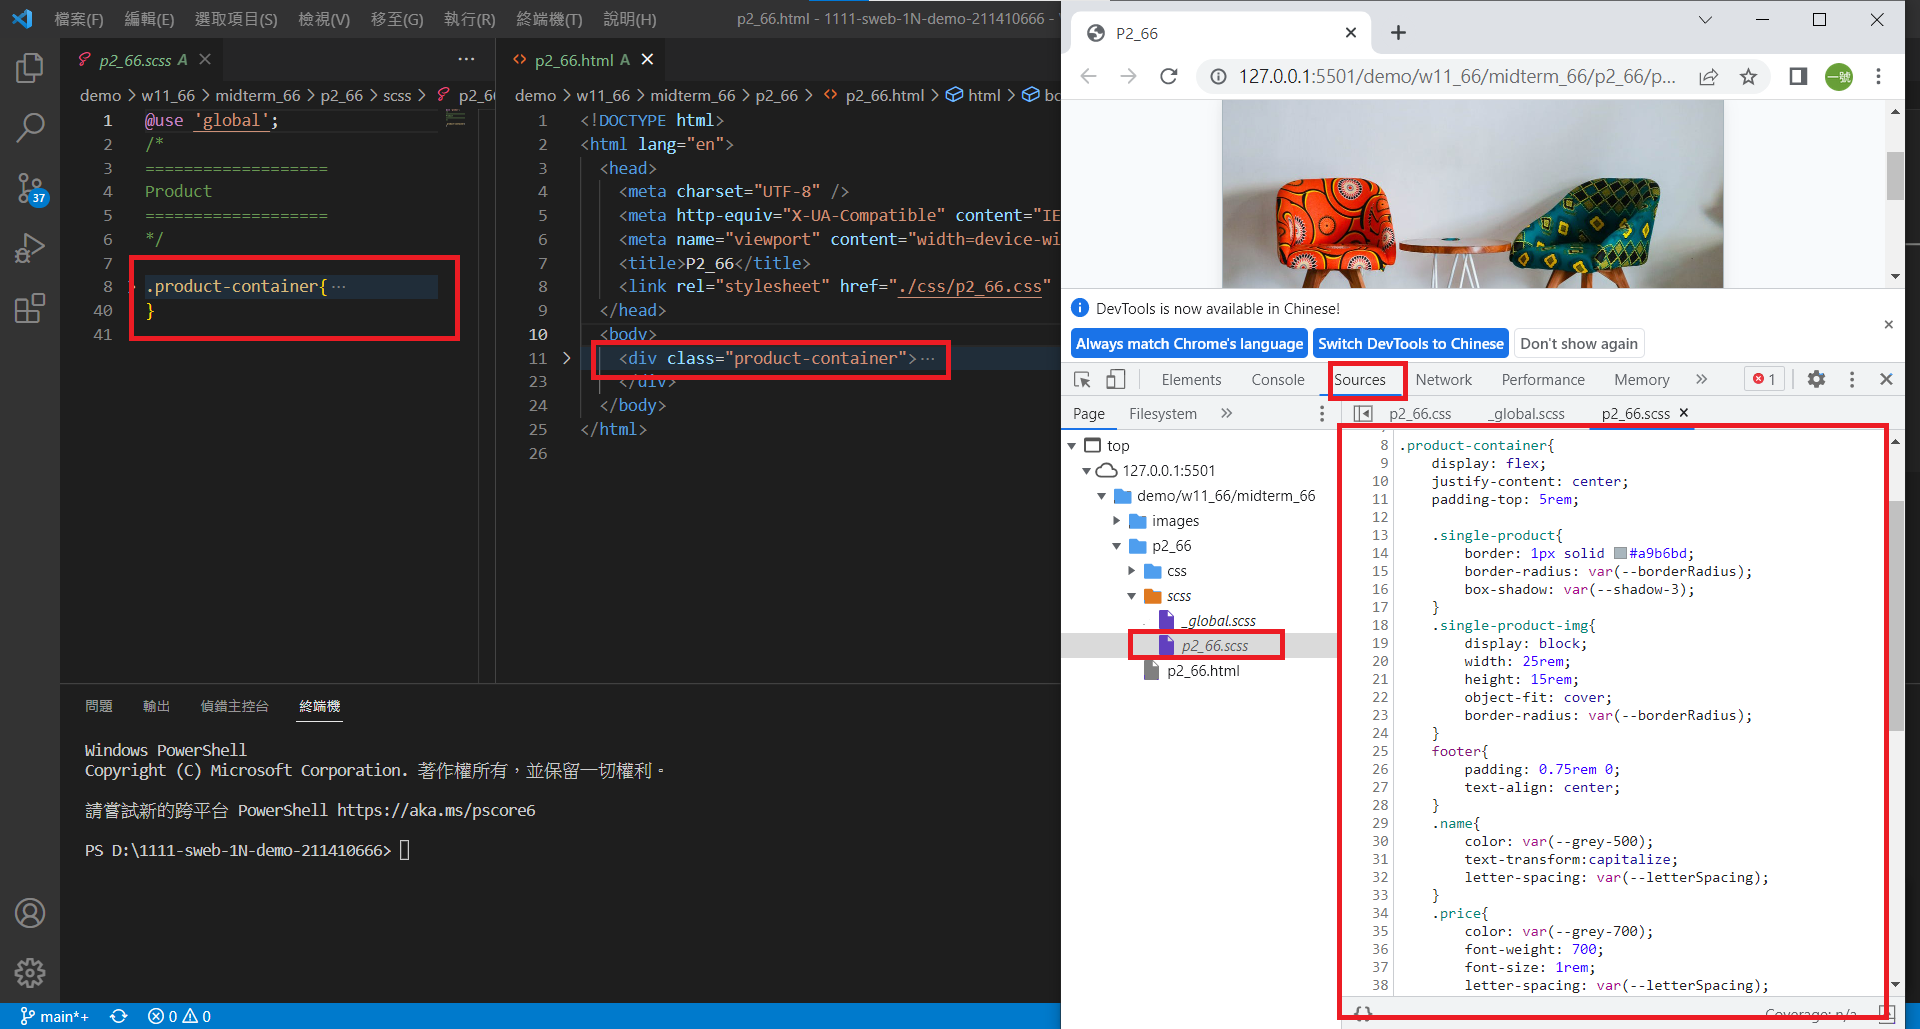 檔案(F) 編輯(E) 選取項目(S) 檢視(V) 移至(G) 執行(R) 終端機(T) 說明(H) p2_66.html - 1111-sweb-1N-demo-211410666 -
p2_66.scss A
demo > w11_66 > midterm_66 > p2_66 > scss >
1 @use 'global';
2 /*
3 ===================
4 Product
5 ===================
6 */
7
8 .product-container{ ...
40 }
41
p2_66.html A
demo > w11_66 > midterm_66 > p2_66 > p2_66.html > html >
1 <!DOCTYPE html>
2 <html lang="en">
3 <head>
4 <meta charset="UTF-8" />
5 <meta http-equiv="X-UA-Compatible" content="IE
6 <meta name="viewport" content="width=device-wi
7 <title>P2_66</title>
8 <link rel="stylesheet" href="./css/p2_66.css"
9 </head>
10 <body>
11 <div class="product-container"> ...
23 </div>
24 </body>
25 </html>
26
37
問題 輸出 偵錯主控台 終端機
Windows PowerShell
Copyright (C) Microsoft Corporation. 著作權所有，並保留一切權利。
請嘗試新的跨平台 PowerShell https://aka.ms/pscore6
PS D:\1111-sweb-1N-demo-211410666>
main*+ 0 0
P2_66
127.0.0.1:5501/demo/w11_66/midterm_66/p2_66/p...
一號
DevTools is now available in Chinese!
Always match Chrome's language Switch DevTools to Chinese Don't show again
Elements Console Sources Network Performance Memory 1
Page Filesystem
top
127.0.0.1:5501
demo/w11_66/midterm_66
images
p2_66
css
scss
_global.scss
p2_66.scss
p2_66.html
p2_66.css _global.scss p2_66.scss
8 .product-container{
9 display: flex;
10 justify-content: center;
11 padding-top: 5rem;
12
13 .single-product{
14 border: 1px solid #a9b6bd;
15 border-radius: var(--borderRadius);
16 box-shadow: var(--shadow-3);
17 }
18 .single-product-img{
19 display: block;
20 width: 25rem;
21 height: 15rem;
22 object-fit: cover;
23 border-radius: var(--borderRadius);
24 }
25 footer{
26 padding: 0.75rem 0;
27 text-align: center;
28 }
29 .name{
30 color: var(--grey-500);
31 text-transform:capitalize;
32 letter-spacing: var(--letterSpacing);
33 }
34 .price{
35 color: var(--grey-700);
36 font-weight: 700;
37 font-size: 1rem;
38 letter-spacing: var(--letterSpacing);
{ } Coverage: n/a